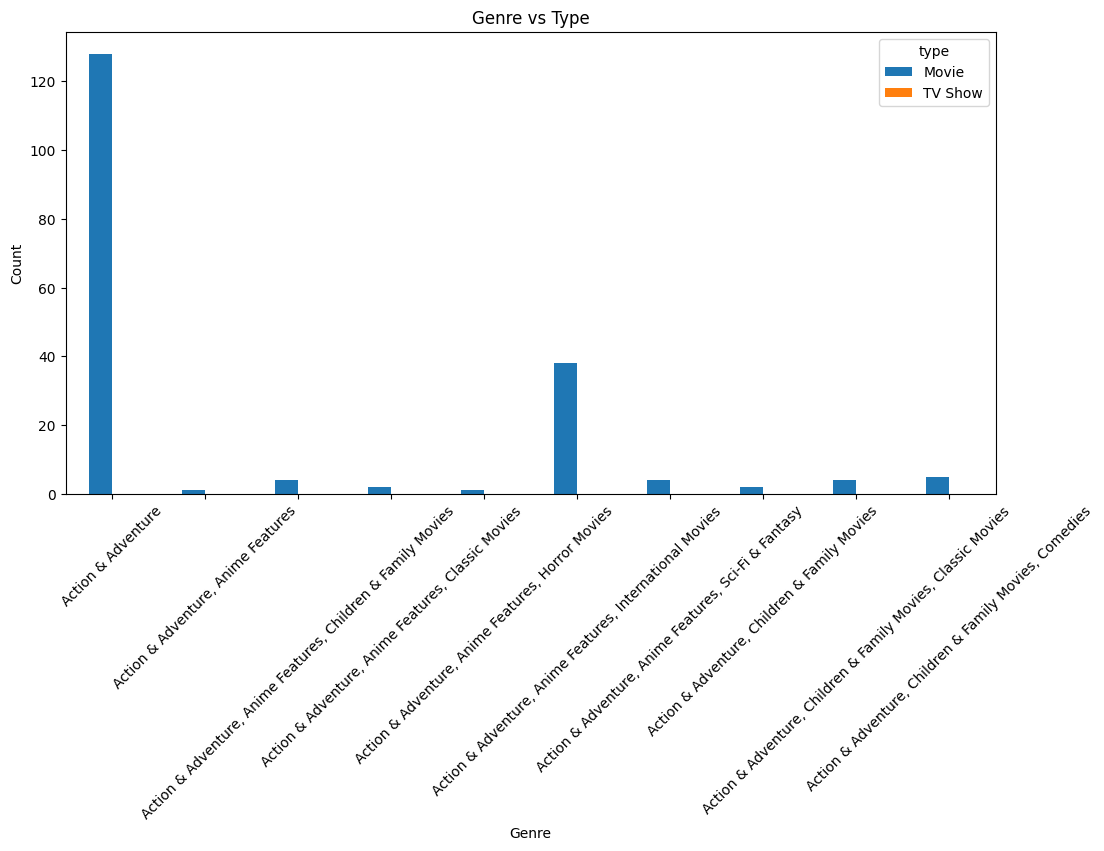 Genre vs Type
type
Movie
TV Show
Count
120
100
80
60
40
20
0
Action & Adventure
Action & Adventure, Anime Features
Action & Adventure, Anime Features, Children & Family Movies
Action & Adventure, Anime Features, Classic Movies
Action & Adventure, Anime Features, Horror Movies
Action & Adventure, Anime Features, International Movies
Action & Adventure, Anime Features, Sci-Fi & Fantasy
Action & Adventure, Children & Family Movies
Action & Adventure, Children & Family Movies, Classic Movies
Action & Adventure, Children & Family Movies, Comedies
Genre